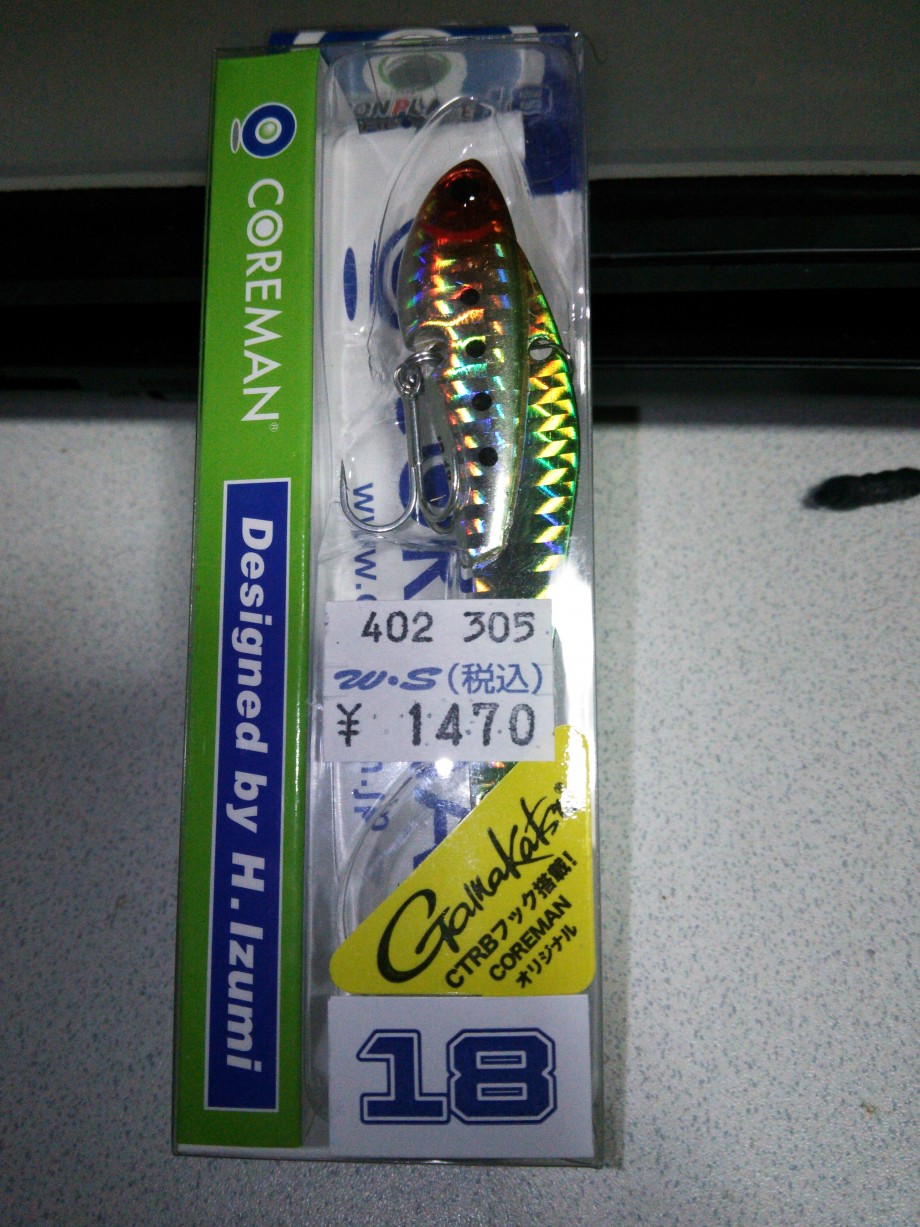 COREMAN®
Designed by H. Izumi
402 305
W・S(税込)
¥ 1470
Gamakatsu®
CTRBフック搭載!
COREMAN
オリジナル
18